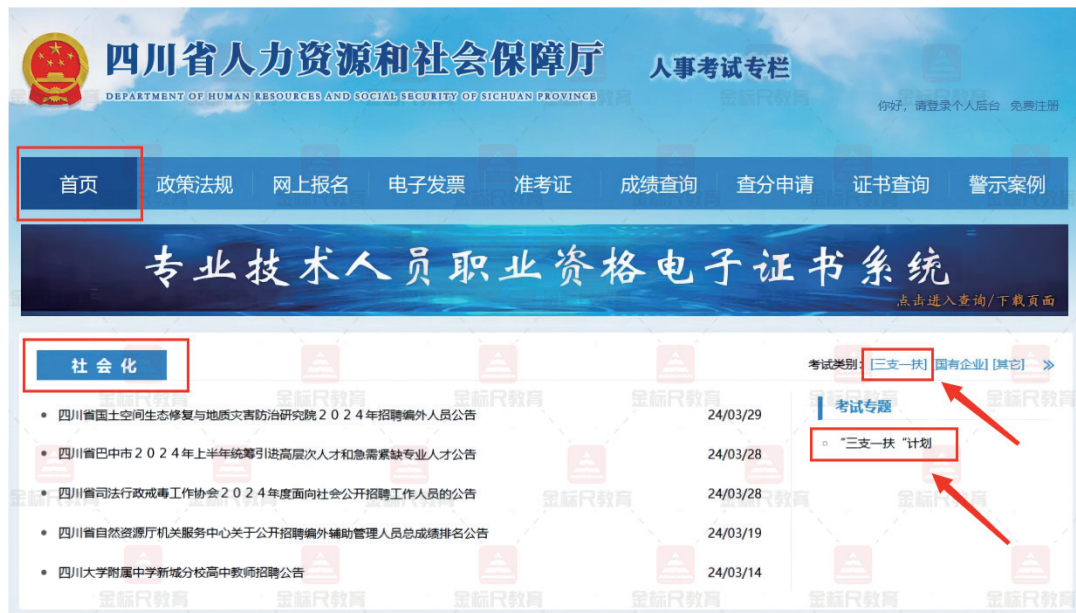 四川省人力资源和社会保障厅
人事考试专栏
DEPARTMENT OF HUMAN RESOURCES AND SOCIAL SECURITY OF SICHUAN PROVINCE
你好，请登录个人后台 免费注册
首页 政策法规 网上报名 电子发票 准考证 成绩查询 查分申请 证书查询 警示案例
专业技术人员职业资格电子证书系统
点击进入查询/下载页面
社会化
考试类别：[三支一扶] [国有企业] [其它] »
四川省国土空间生态修复与地质灾害防治研究院２０２４年招聘编外人员公告 24/03/29
四川省巴中市２０２４年上半年统筹引进高层次人才和急需紧缺专业人才公告 24/03/28
四川省司法行政戒毒工作协会２０２４年度面向社会公开招聘工作人员的公告 24/03/28
四川省自然资源厅机关服务中心关于公开招聘编外辅助管理人员总成绩排名公告 24/03/19
四川大学附属中学新城分校高中教师招聘公告 24/03/14
考试专题
“三支一扶“计划
金标尺教育